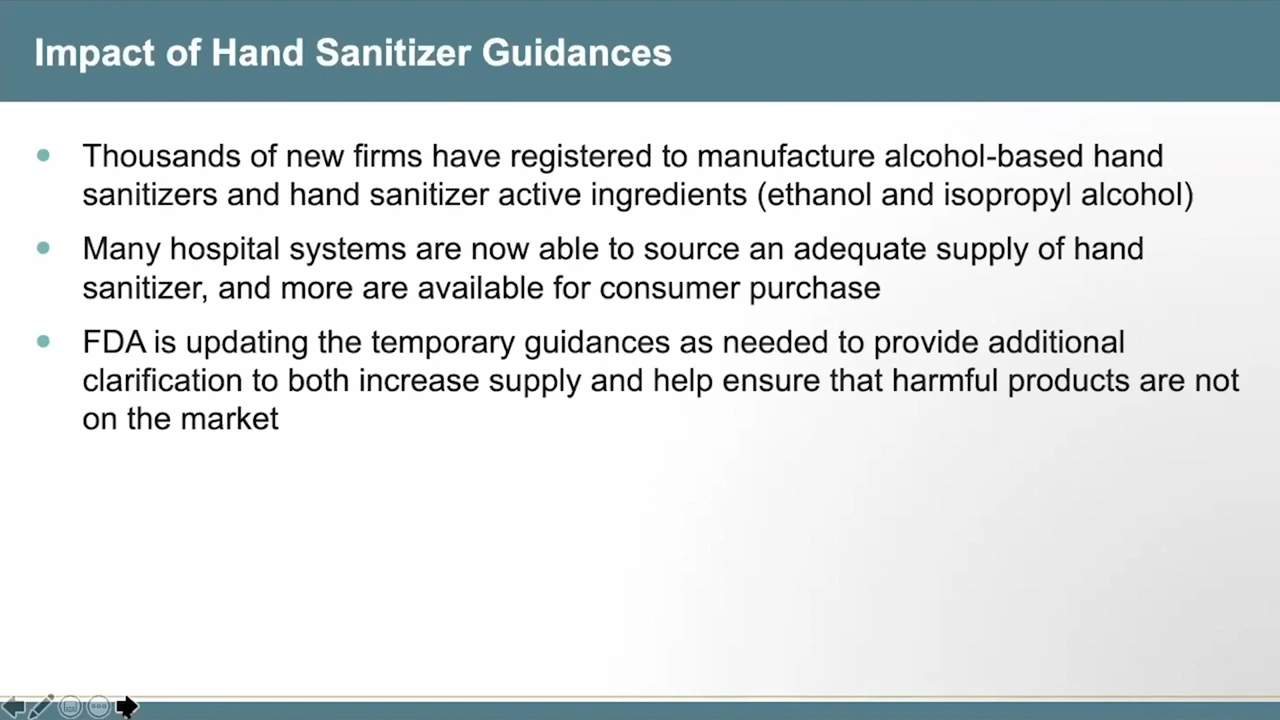 Impact of Hand Sanitizer Guidances
Thousands of new firms have registered to manufacture alcohol-based hand
sanitizers and hand sanitizer active ingredients (ethanol and isopropyl alcohol)
Many hospital systems are now able to source an adequate supply of hand
sanitizer, and more are available for consumer purchase
FDA is updating the temporary guidances as needed to provide additional
clarification to both increase supply and help ensure that harmful products are not
on the market